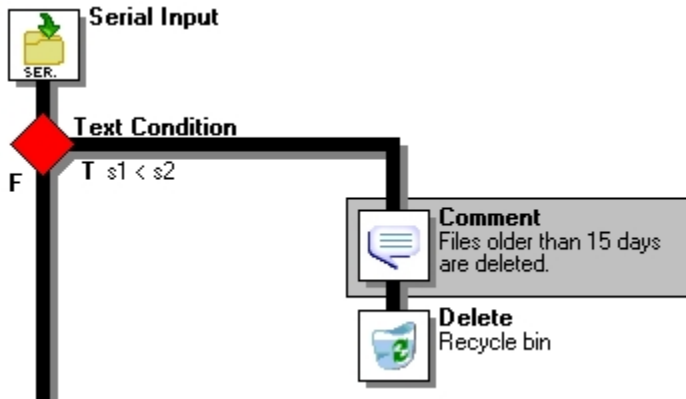 Serial Input
SER.
Text Condition
F
T s1 < s2
Comment
Files older than 15 days
are deleted.
Delete
Recycle bin